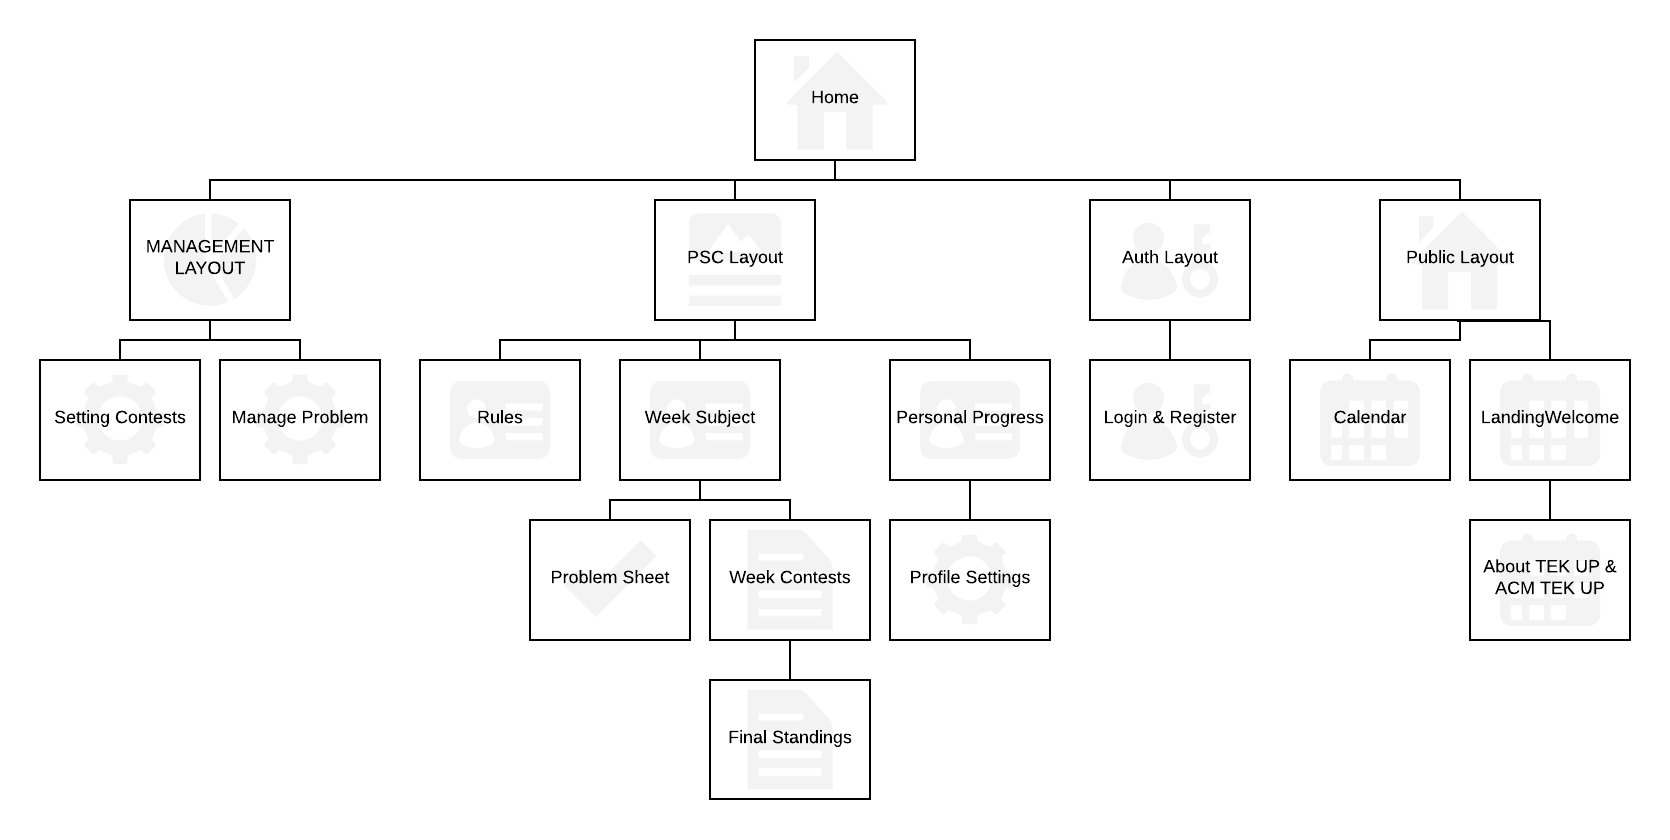 Home
MANAGEMENT
LAYOUT
PSC Layout
Auth Layout
Public Layout
Setting Contests
Manage Problem
Rules
Week Subject
Personal Progress
Login & Register
Calendar
LandingWelcome
Problem Sheet
Week Contests
Profile Settings
About TEK UP &
ACM TEK UP
Final Standings